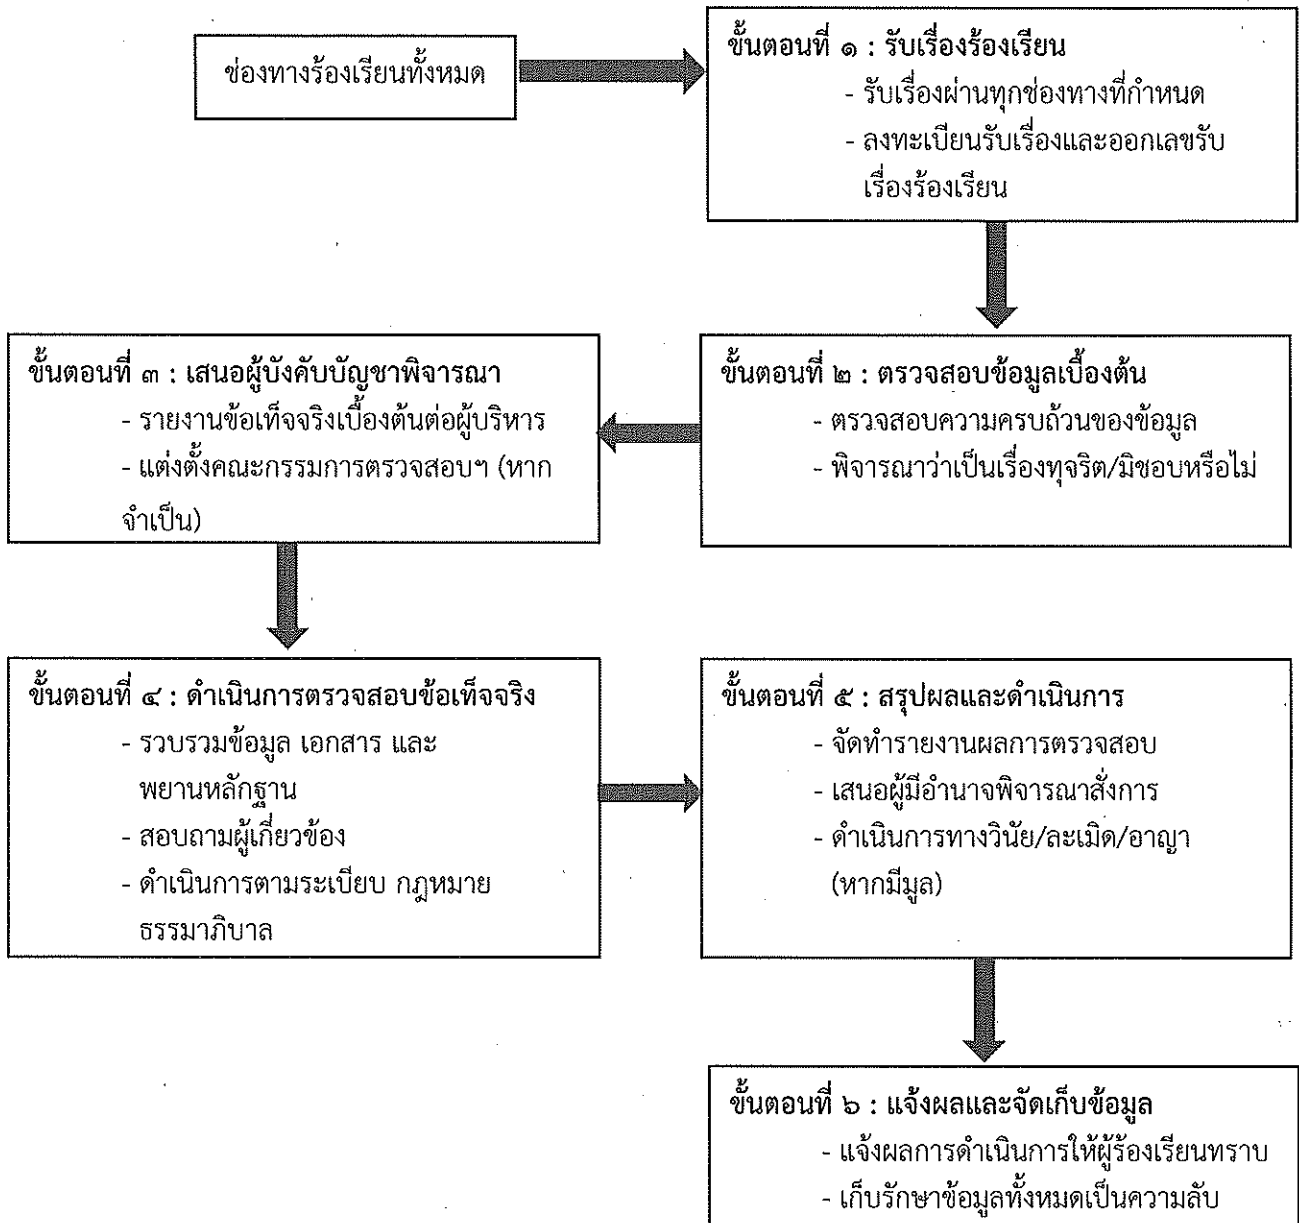 ช่องทางร้องเรียนทั้งหมด
ขั้นตอนที่ ๑ : รับเรื่องร้องเรียน
- รับเรื่องผ่านทุกช่องทางที่กำหนด
- ลงทะเบียนรับเรื่องและออกเลขรับ
เรื่องร้องเรียน
ขั้นตอนที่ ๒ : ตรวจสอบข้อมูลเบื้องต้น
- ตรวจสอบความครบถ้วนของข้อมูล
- พิจารณาว่าเป็นเรื่องทุจริต/มิชอบหรือไม่
ขั้นตอนที่ ๓ : เสนอผู้บังคับบัญชาพิจารณา
- รายงานข้อเท็จจริงเบื้องต้นต่อผู้บริหาร
- แต่งตั้งคณะกรรมการตรวจสอบฯ (หาก
จำเป็น)
ขั้นตอนที่ ๔ : ดำเนินการตรวจสอบข้อเท็จจริง
- รวบรวมข้อมูล เอกสาร และ
พยานหลักฐาน
- สอบถามผู้เกี่ยวข้อง
- ดำเนินการตามระเบียบ กฎหมาย
ธรรมาภิบาล
ขั้นตอนที่ ๕ : สรุปผลและดำเนินการ
- จัดทำรายงานผลการตรวจสอบ
- เสนอผู้มีอำนาจพิจารณาสั่งการ
- ดำเนินการทางวินัย/ละเมิด/อาญา
(หากมีมูล)
ขั้นตอนที่ ๖ : แจ้งผลและจัดเก็บข้อมูล
- แจ้งผลการดำเนินการให้ผู้ร้องเรียนทราบ
- เก็บรักษาข้อมูลทั้งหมดเป็นความลับ